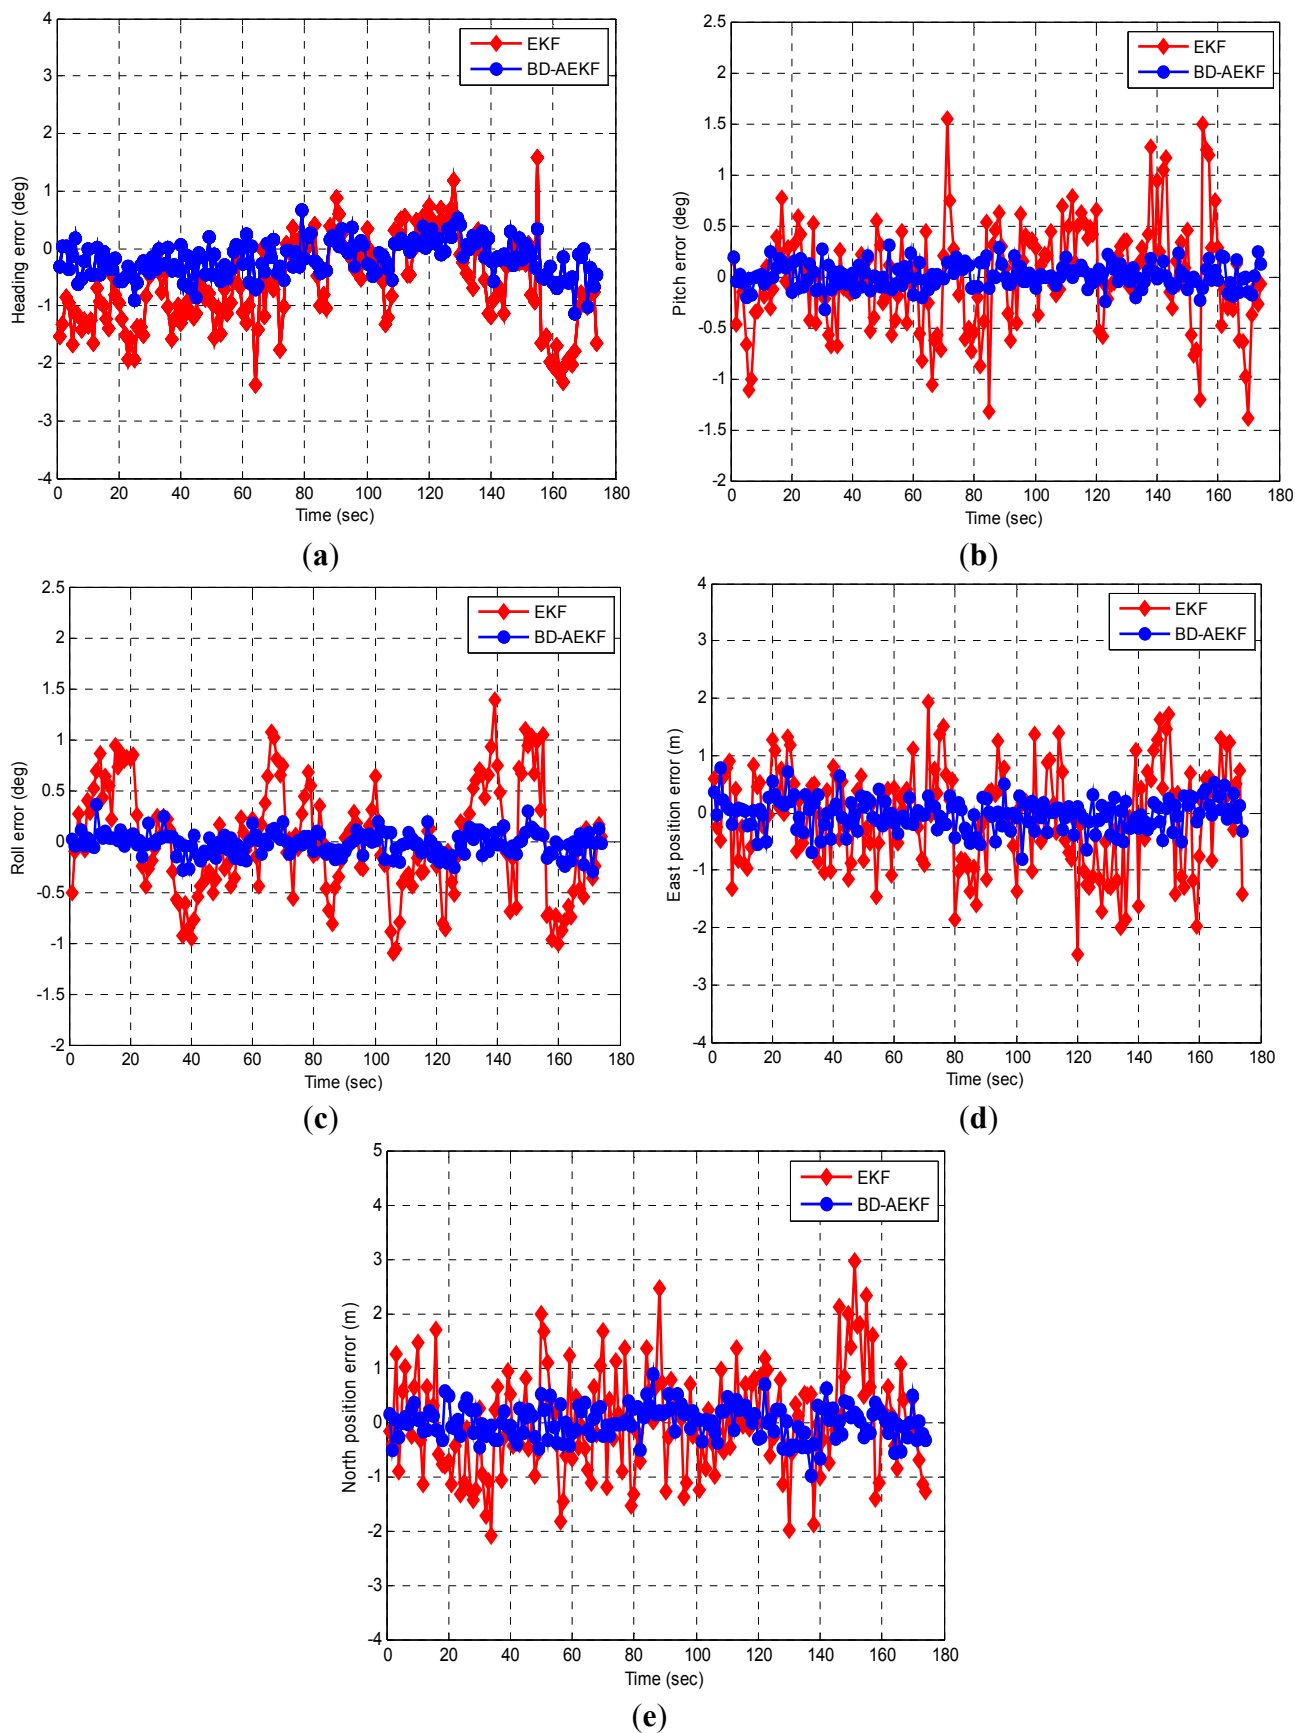 4
3
2
1
0
-1
-2
-3
-4
Heading error (deg)
EKF
BD-AEKF
0 20 40 60 80 100 120 140 160 180
Time (sec)
(a)
2.5
2
1.5
1
0.5
0
-0.5
-1
-1.5
-2
Pitch error (deg)
EKF
BD-AEKF
0 20 40 60 80 100 120 140 160 180
Time (sec)
(b)
2.5
2
1.5
1
0.5
0
-0.5
-1
-1.5
-2
Roll error (deg)
EKF
BD-AEKF
0 20 40 60 80 100 120 140 160 180
Time (sec)
(c)
4
3
2
1
0
-1
-2
-3
-4
East position error (m)
EKF
BD-AEKF
0 20 40 60 80 100 120 140 160 180
Time (sec)
(d)
5
4
3
2
1
0
-1
-2
-3
-4
North position error (m)
EKF
BD-AEKF
0 20 40 60 80 100 120 140 160 180
Time (sec)
(e)